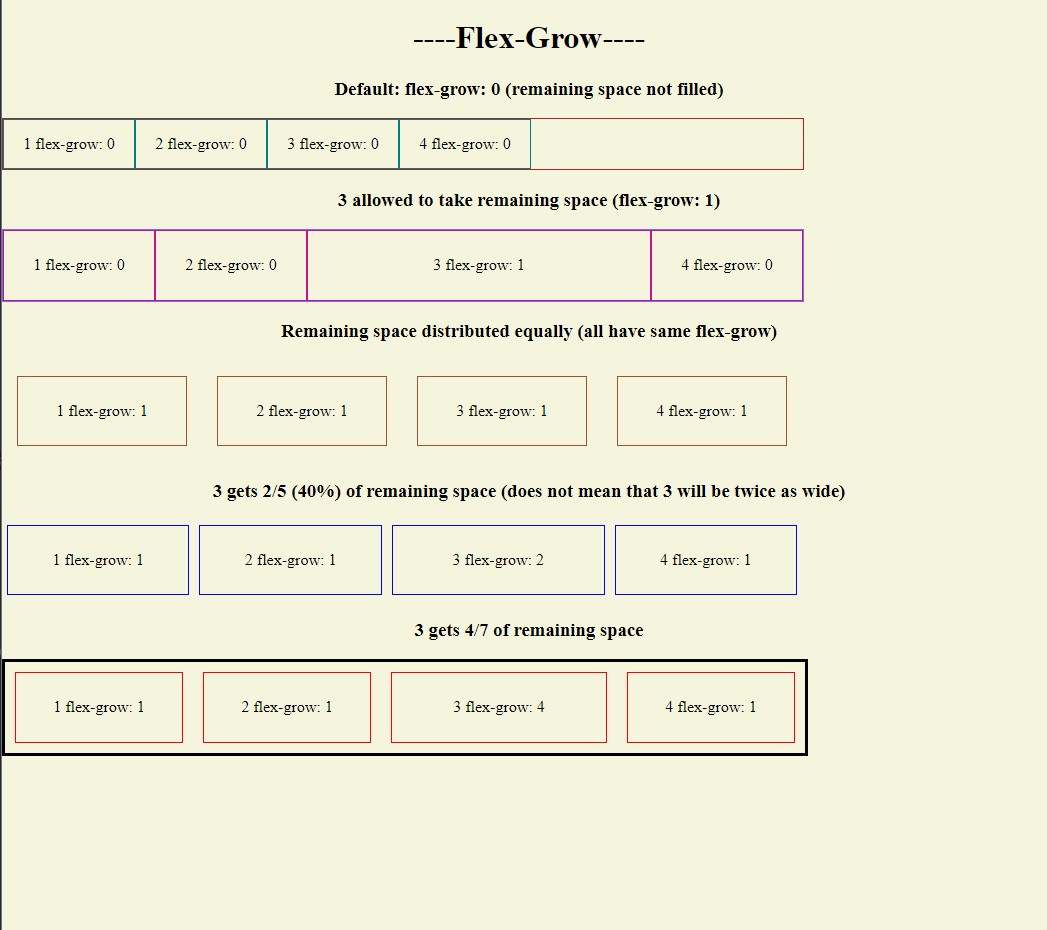 ----Flex-Grow----
Default: flex-grow: 0 (remaining space not filled)
1 flex-grow: 0 2 flex-grow: 0 3 flex-grow: 0 4 flex-grow: 0
3 allowed to take remaining space (flex-grow: 1)
1 flex-grow: 0 2 flex-grow: 0 3 flex-grow: 1 4 flex-grow: 0
Remaining space distributed equally (all have same flex-grow)
1 flex-grow: 1 2 flex-grow: 1 3 flex-grow: 1 4 flex-grow: 1
3 gets 2/5 (40%) of remaining space (does not mean that 3 will be twice as wide)
1 flex-grow: 1 2 flex-grow: 1 3 flex-grow: 2 4 flex-grow: 1
3 gets 4/7 of remaining space
1 flex-grow: 1 2 flex-grow: 1 3 flex-grow: 4 4 flex-grow: 1